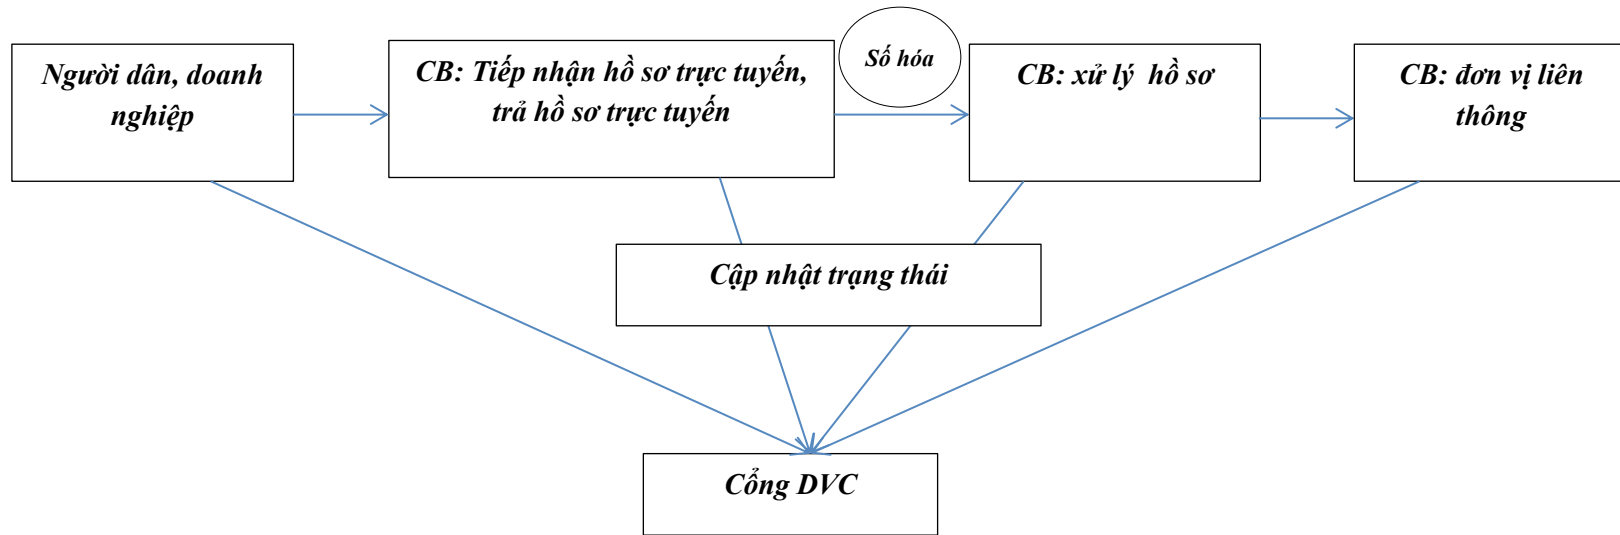 Người dân, doanh
nghiệp
CB: Tiếp nhận hồ sơ trực tuyến,
trả hồ sơ trực tuyến
Số hóa
CB: xử lý hồ sơ
CB: đơn vị liên
thông
Cập nhật trạng thái
Cổng DVC